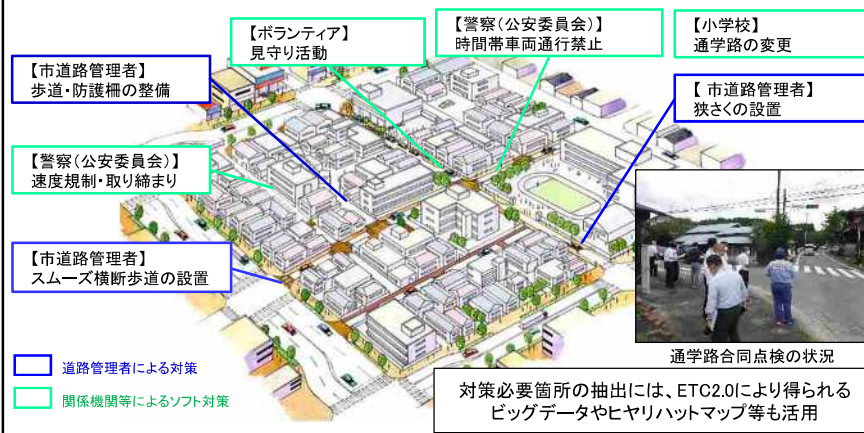 【ボランティア】
見守り活動
【警察(公安委員会)】
時間帯車両通行禁止
【小学校】
通学路の変更
【市道路管理者】
歩道・防護柵の整備
【 市道路管理者】
狭さくの設置
【警察(公安委員会)】
速度規制・取り締まり
【市道路管理者】
スムーズ横断歩道の設置
通学路合同点検の状況
道路管理者による対策
関係機関等によるソフト対策
対策必要箇所の抽出には、ETC2.0により得られる
ビッグデータやヒヤリハットマップ等も活用